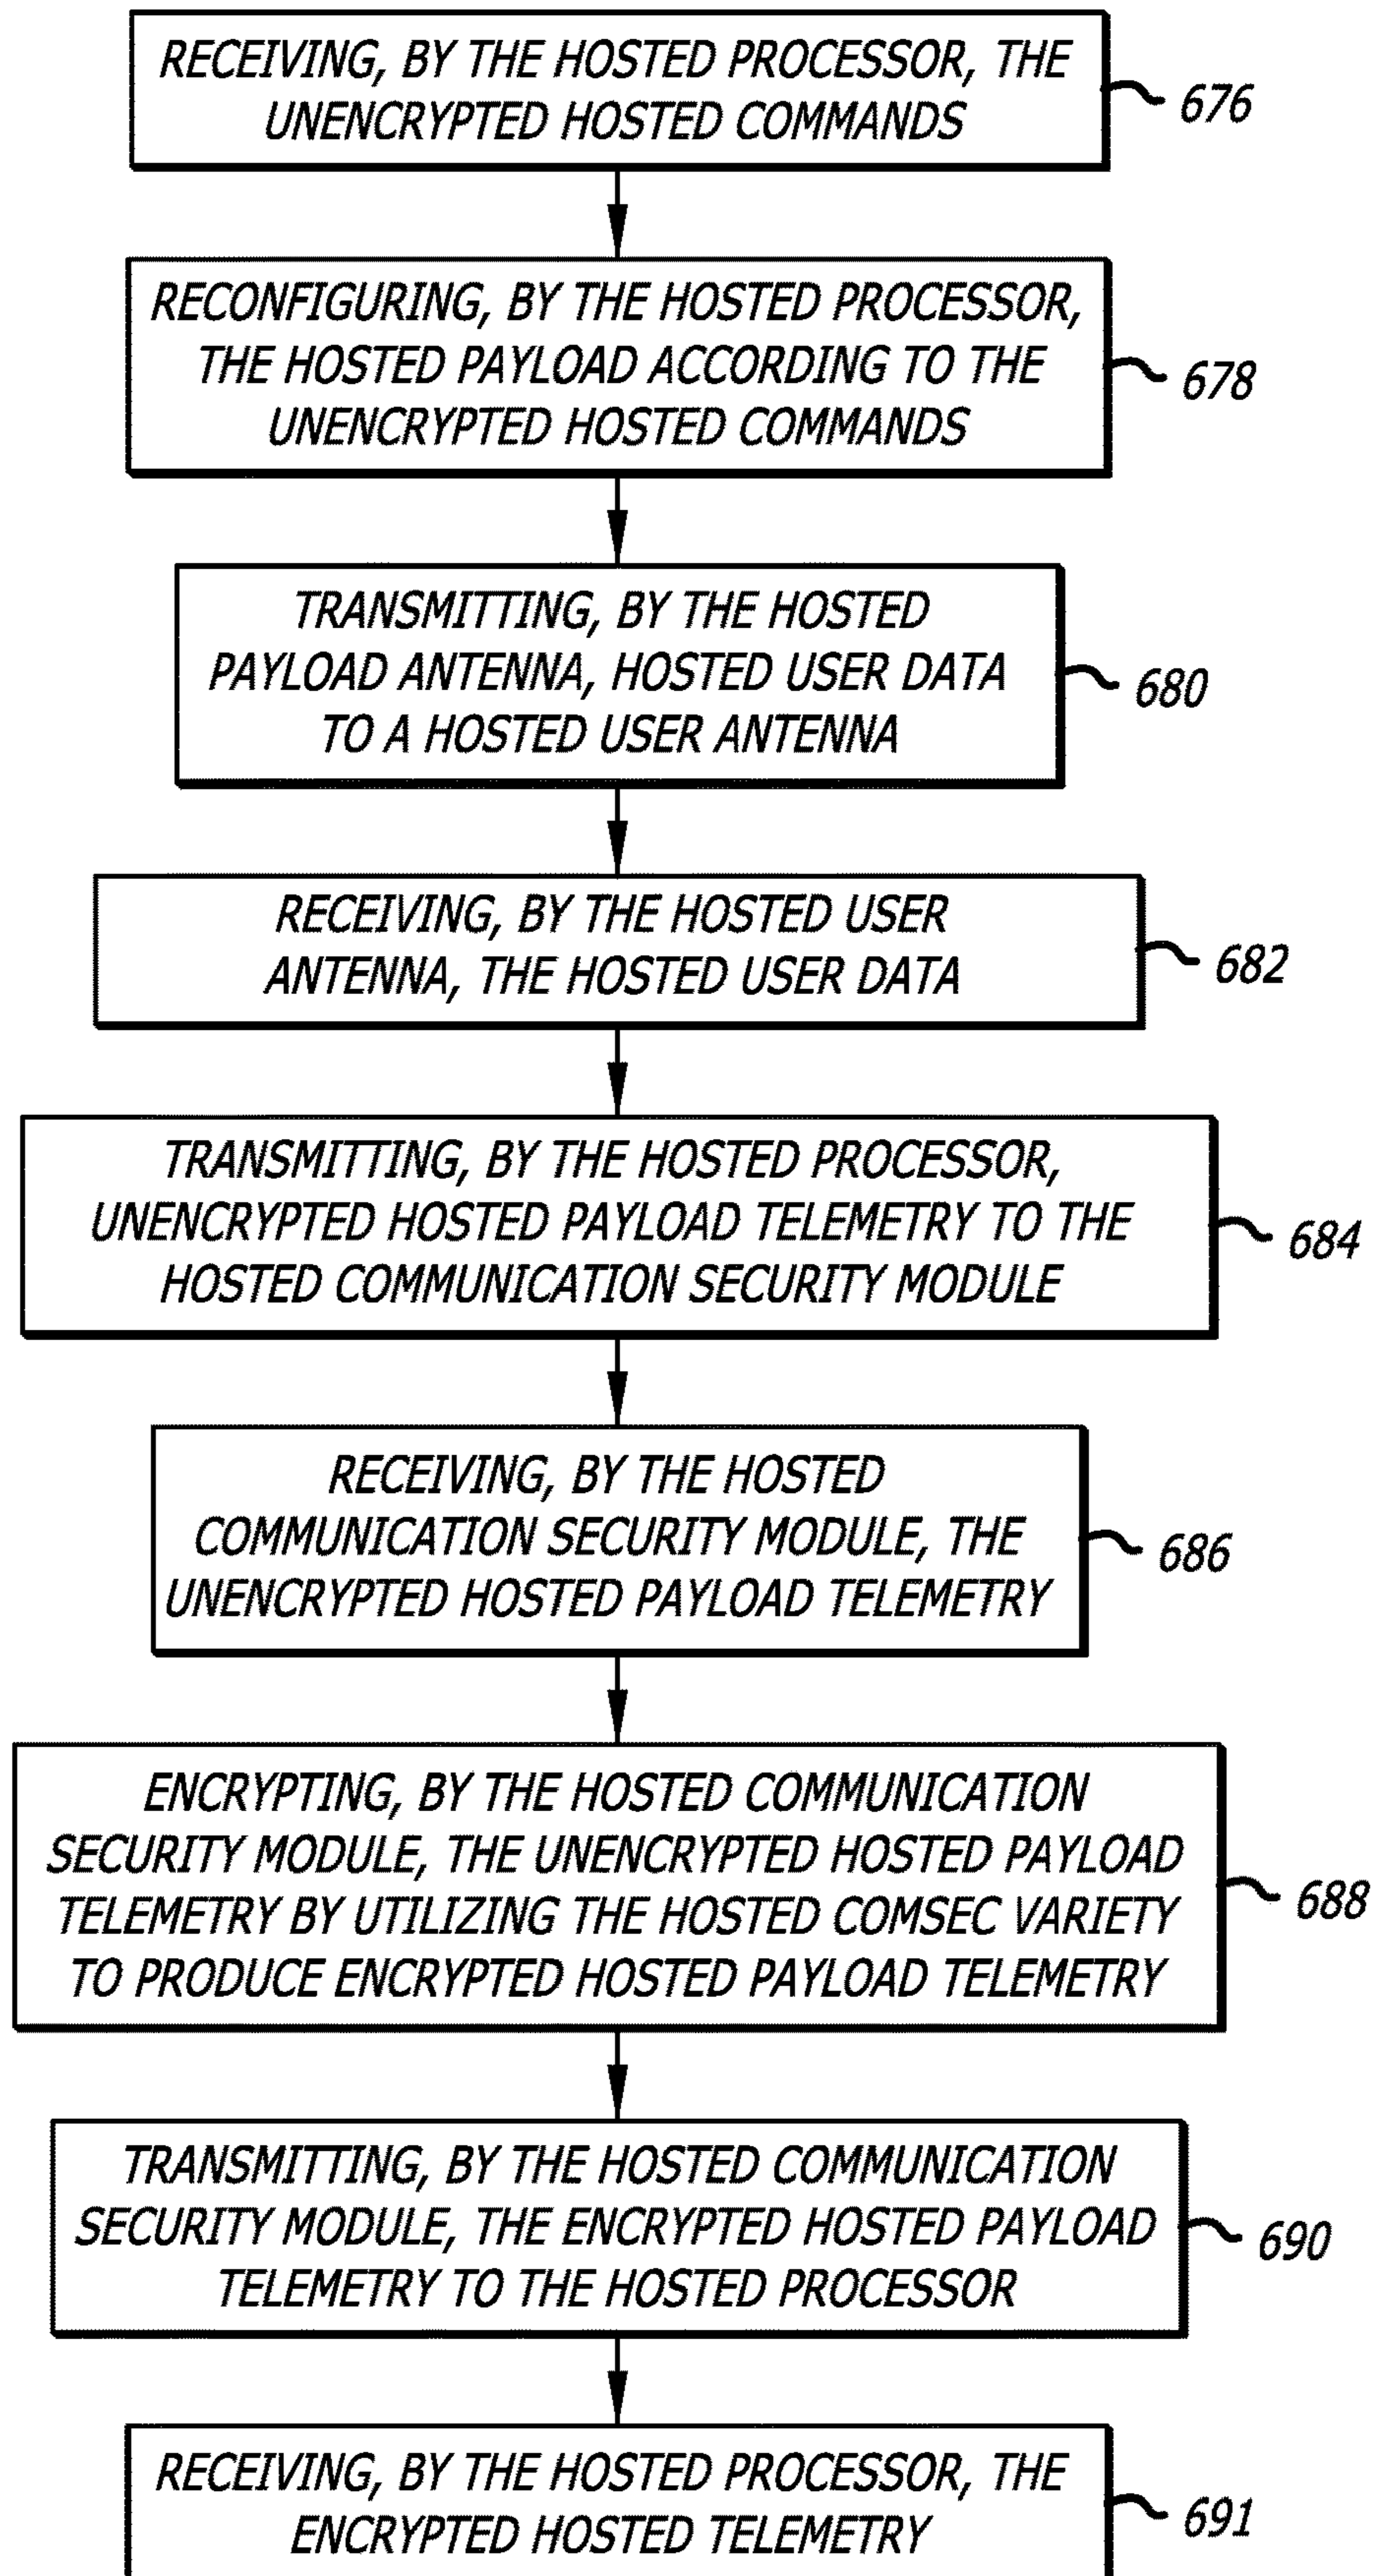 RECEIVING, BY THE HOSTED PROCESSOR, THE
UNENCRYPTED HOSTED COMMANDS
676
RECONFIGURING, BY THE HOSTED PROCESSOR,
THE HOSTED PAYLOAD ACCORDING TO THE
UNENCRYPTED HOSTED COMMANDS
678
TRANSMITTING, BY THE HOSTED
PAYLOAD ANTENNA, HOSTED USER DATA
TO A HOSTED USER ANTENNA
680
RECEIVING, BY THE HOSTED USER
ANTENNA, THE HOSTED USER DATA
682
TRANSMITTING, BY THE HOSTED PROCESSOR,
UNENCRYPTED HOSTED PAYLOAD TELEMETRY TO THE
HOSTED COMMUNICATION SECURITY MODULE
684
RECEIVING, BY THE HOSTED
COMMUNICATION SECURITY MODULE, THE
UNENCRYPTED HOSTED PAYLOAD TELEMETRY
686
ENCRYPTING, BY THE HOSTED COMMUNICATION
SECURITY MODULE, THE UNENCRYPTED HOSTED PAYLOAD
TELEMETRY BY UTILIZING THE HOSTED COMSEC VARIETY
TO PRODUCE ENCRYPTED HOSTED PAYLOAD TELEMETRY
688
TRANSMITTING, BY THE HOSTED COMMUNICATION
SECURITY MODULE, THE ENCRYPTED HOSTED PAYLOAD
TELEMETRY TO THE HOSTED PROCESSOR
690
RECEIVING, BY THE HOSTED PROCESSOR, THE
ENCRYPTED HOSTED TELEMETRY
691